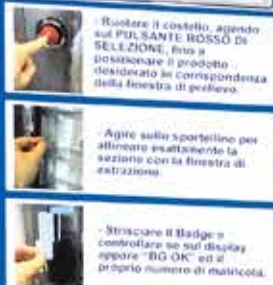 - Ruotare il cestello, agendo
sul PULSANTE ROSSO DI
SELEZIONE, fino a
posizionare il prodotto
desiderato in corrispondenza
della finestra di prelievo.
- Agire sullo sportellino per
allineare esattamente la
sezione con la finestra di
estrazione.
- Strisciare il Badge e
controllare se sul display
appare "BG OK" ed il
proprio numero di matricola.